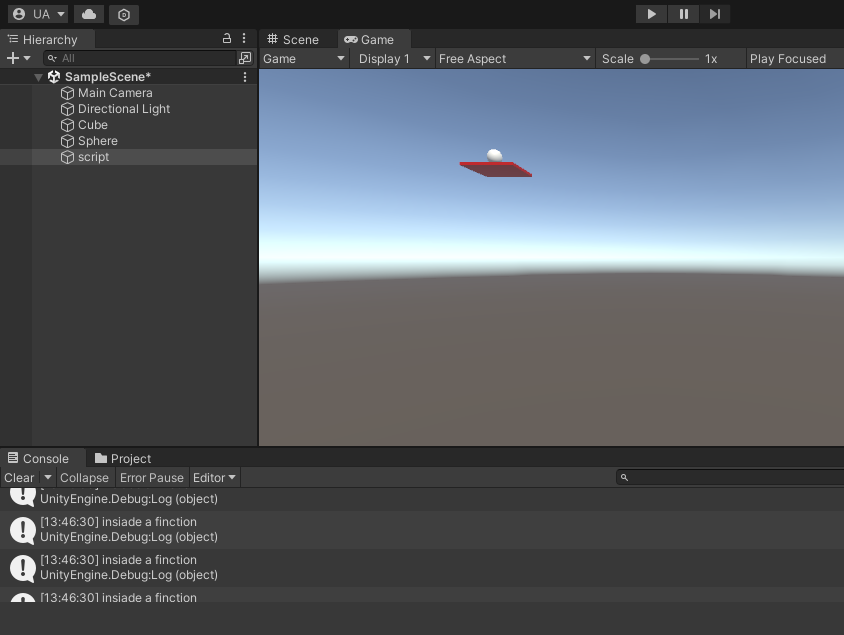 UA
Hierarchy
Scene
Game
All
Game
Display 1
Free Aspect
Scale
1x
Play Focused
SampleScene*
Main Camera
Directional Light
Cube
Sphere
script
Console
Project
Clear
Collapse
Error Pause
Editor
UnityEngine.Debug:Log (object)
[13:46:30] insiade a finction
UnityEngine.Debug:Log (object)
[13:46:30] insiade a finction
UnityEngine.Debug:Log (object)
[13:46:30] insiade a finction